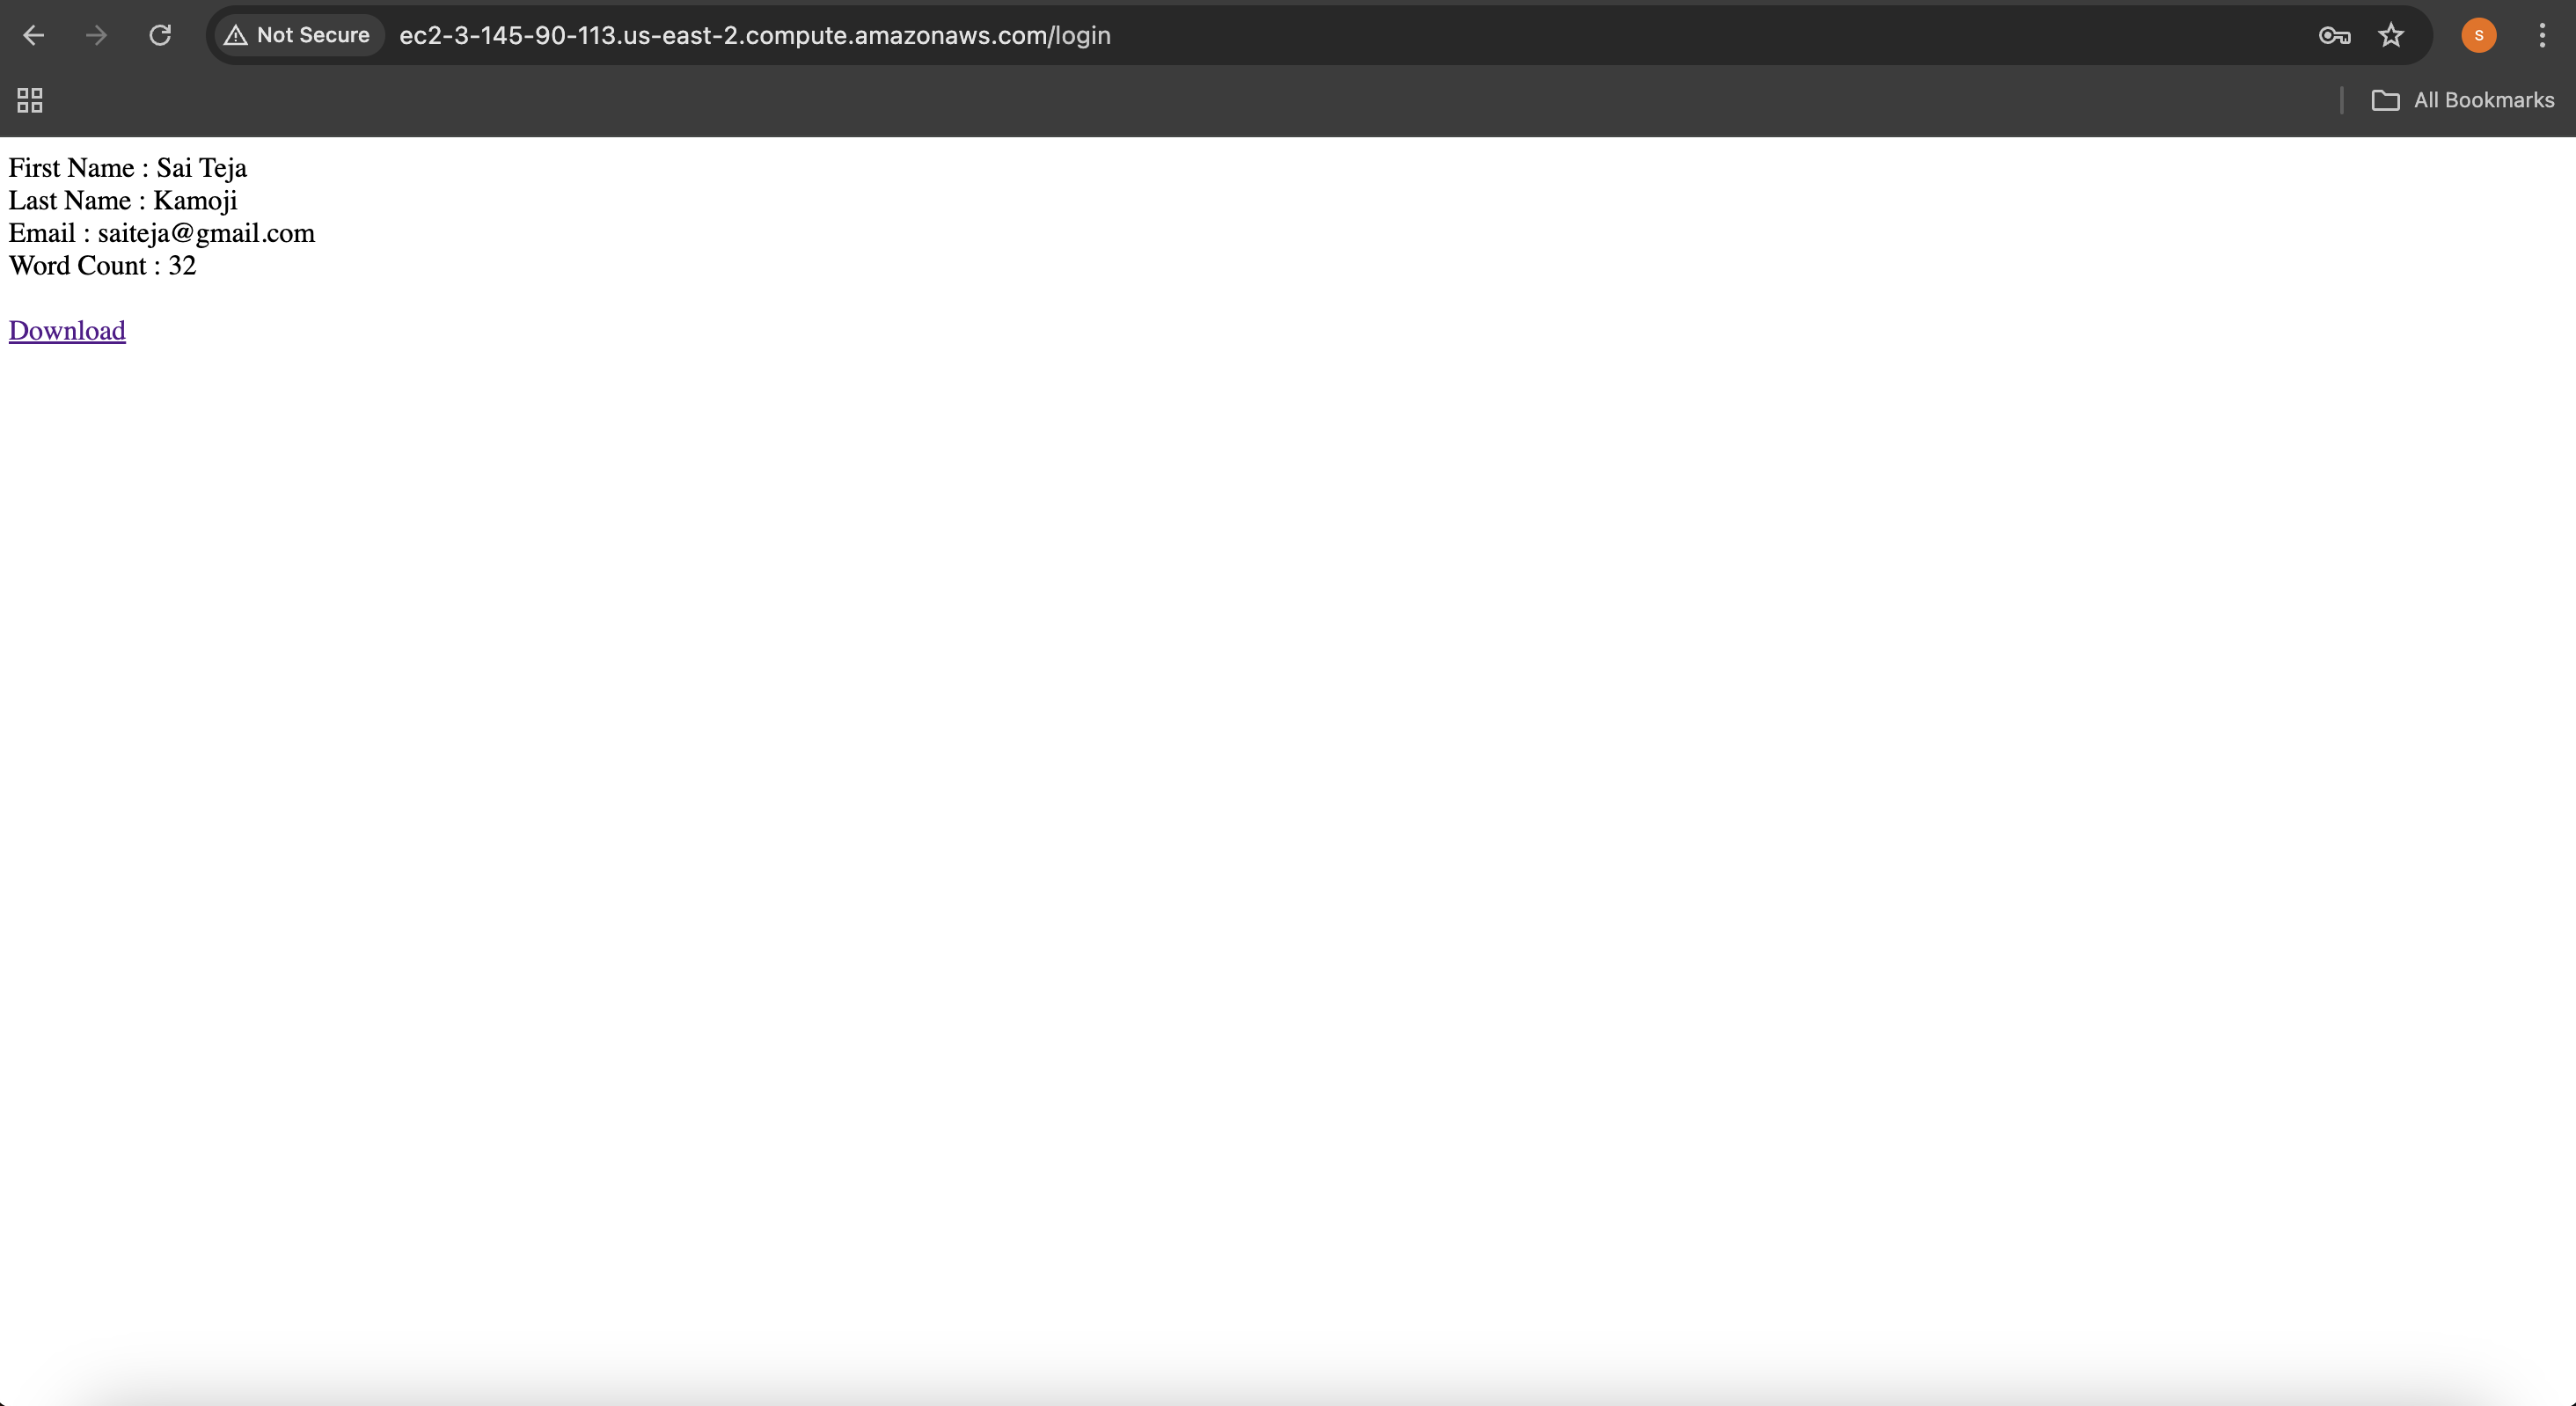 Not Secure ec2-3-145-90-113.us-east-2.compute.amazonaws.com/login S
All Bookmarks
First Name : Sai Teja
Last Name : Kamoji
Email : saiteja@gmail.com
Word Count : 32
Download